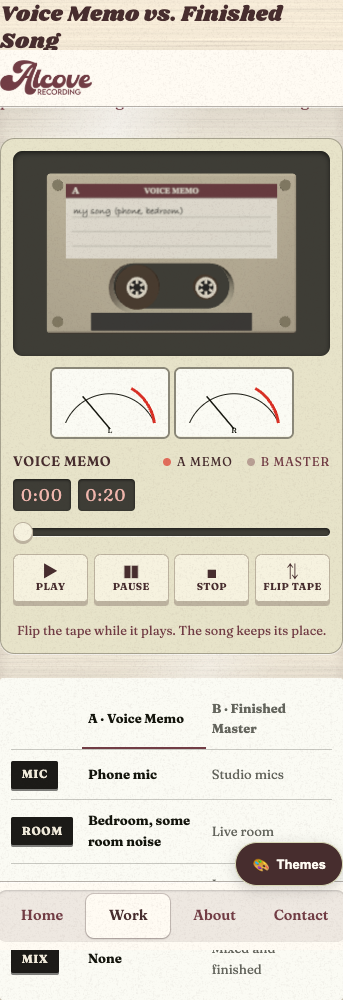 Voice Memo vs. Finished
Song
Alcove
RECORDING
A VOICE MEMO
my song (phone, bedroom)
L R
VOICE MEMO A MEMO B MASTER
0:00 0:20
PLAY PAUSE STOP FLIP TAPE
Flip the tape while it plays. The song keeps its place.
A · Voice Memo B · Finished
Master
MIC Phone mic Studio mics
ROOM Bedroom, some
room noise Live room
Themes
Home Work About Contact
Mixed and
MIX None finished